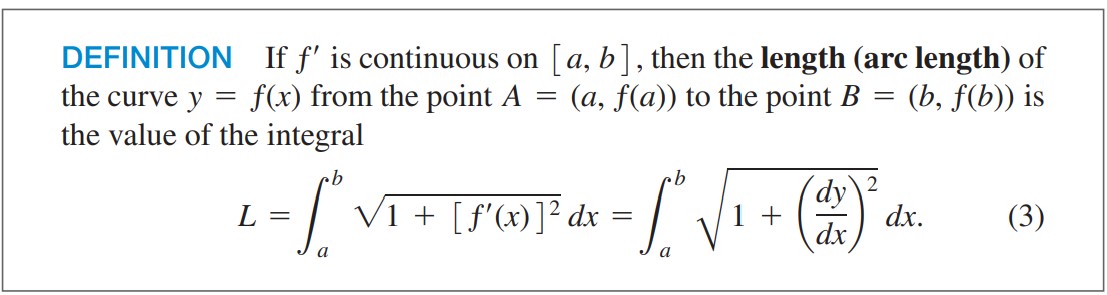 DEFINITION If f′ is continuous on [a, b], then the length (arc length) of
the curve y = f(x) from the point A = (a, f(a)) to the point B = (b, f(b)) is
the value of the integral
L = ∫_a^b √(1 + [f′(x)]²) dx = ∫_a^b √(1 + (dy/dx)²) dx. (3)